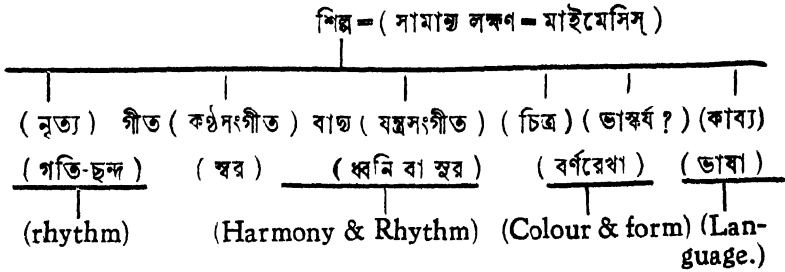 শিল্প = ( সামান্য লক্ষণ = মাইমেসিস্ )
( নৃত্য ) গীত ( কণ্ঠসংগীত ) বাদ্য ( যন্ত্রসংগীত ) ( চিত্র ) ( ভাস্কর্য ? ) (কাব্য)
( গতি-ছন্দ ) ( স্বর ) ( ধ্বনি বা সুর ) ( বর্ণরেখা ) ( ভাষা )
(rhythm) (Harmony & Rhythm) (Colour & form) (Lan-
guage.)